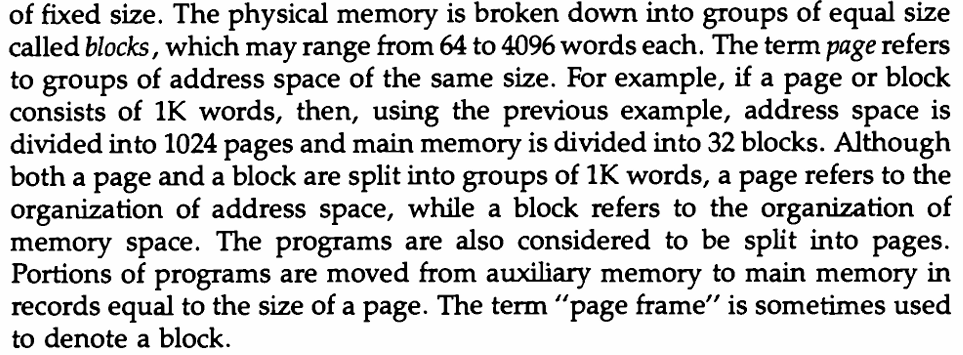 of fixed size. The physical memory is broken down into groups of equal size
called blocks, which may range from 64 to 4096 words each. The term page refers
to groups of address space of the same size. For example, if a page or block
consists of 1K words, then, using the previous example, address space is
divided into 1024 pages and main memory is divided into 32 blocks. Although
both a page and a block are split into groups of 1K words, a page refers to the
organization of address space, while a block refers to the organization of
memory space. The programs are also considered to be split into pages.
Portions of programs are moved from auxiliary memory to main memory in
records equal to the size of a page. The term “page frame” is sometimes used
to denote a block.